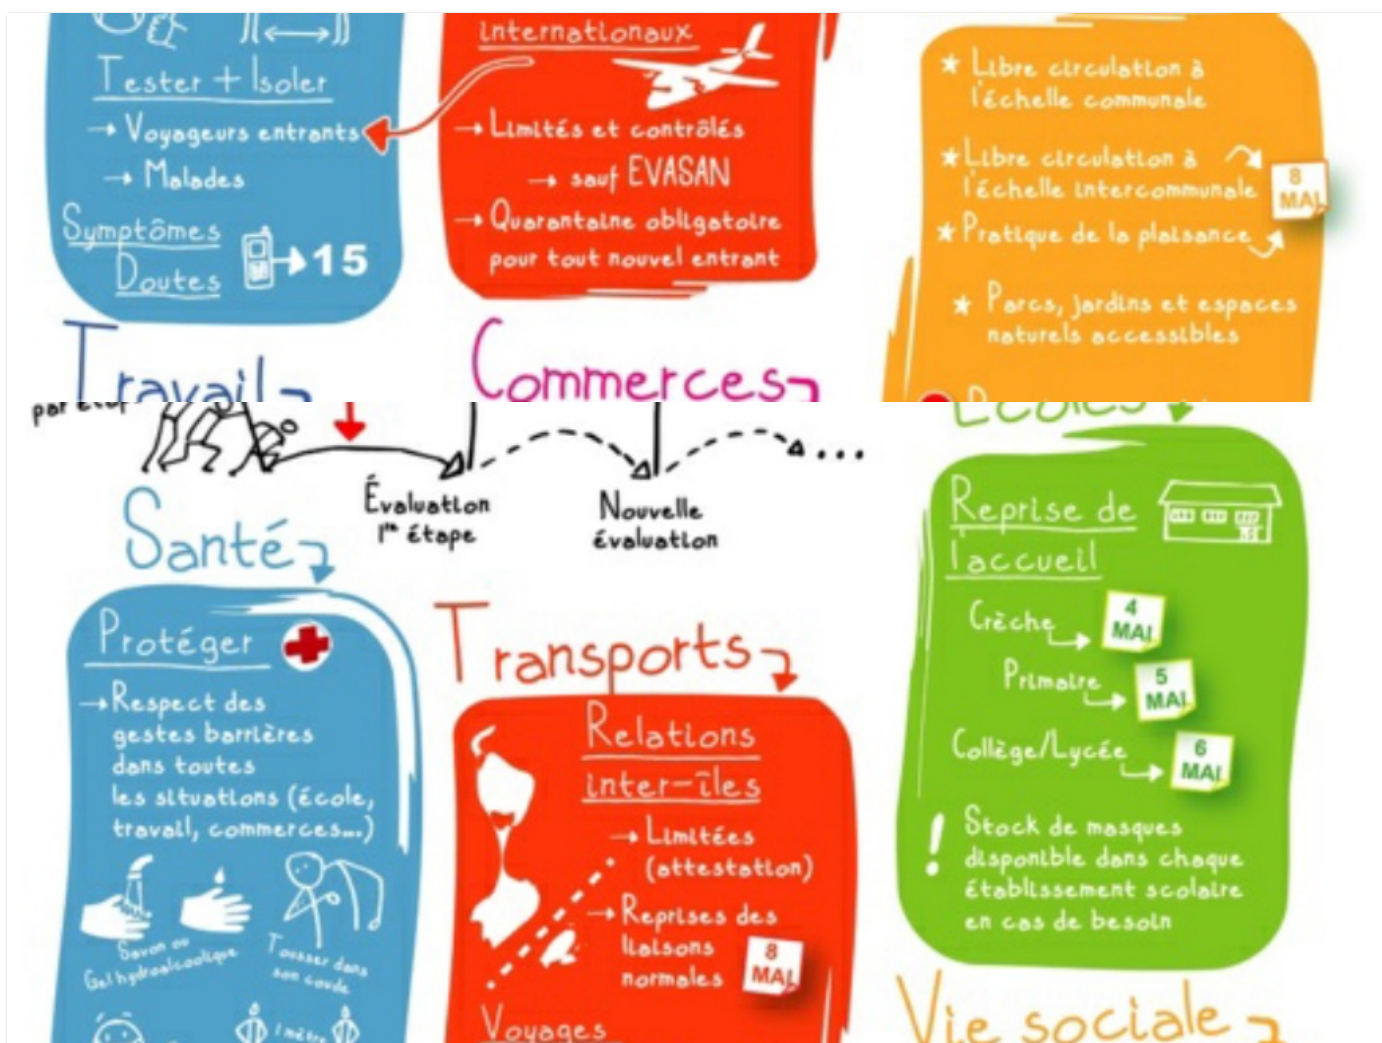 internationaux
Tester + Isoler
→ Voyageurs entrants
→ Malades
Symptômes
Doutes
→15
→ Limités et contrôlés
→ sauf EVASAN
→ Quarantaine obligatoire
pour tout nouvel entrant
★ Libre circulation à
l'échelle communale
★ Libre circulation à
l'échelle intercommunale
8
MAI
★ Pratique de la plaisance
★ Parcs, jardins et espaces
naturels accessibles
Travail
Commerces
par
Évaluation
1re étape
Nouvelle
évaluation
...
Santé
Protéger
→ Respect des
gestes barrières
dans toutes
les situations (école,
travail, commerces...)
Savon ou
Gel hydroalcoolique
Tousser dans
son coude
1 mètre
Transports
Relations
inter-îles
→ Limitées
(attestation)
→ Reprises des
liaisons
normales
8
MAI
Voyages
Écoles
Reprise de
l'accueil
Crèche
4
MAI
Primaire
5
MAI
Collège/Lycée
6
MAI
! Stock de masques
disponible dans chaque
établissement scolaire
en cas de besoin
Vie sociale